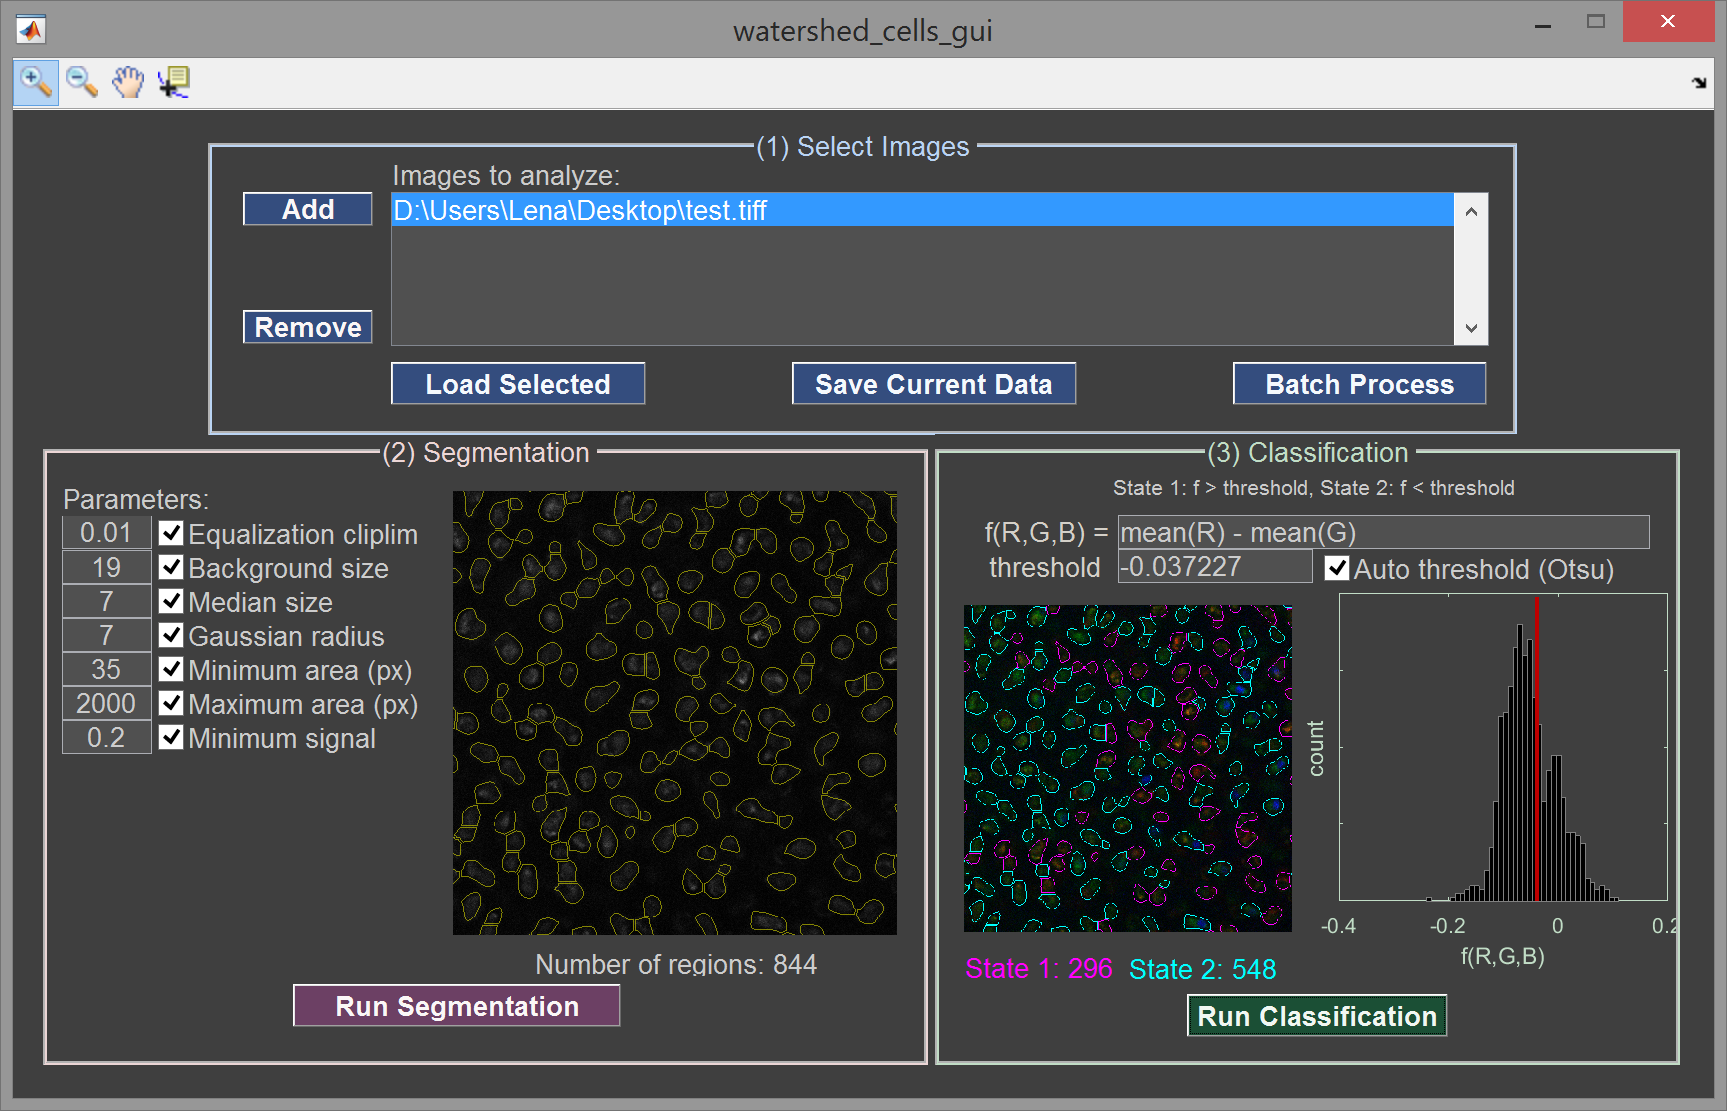 watershed_cells_gui
(1) Select Images
Images to analyze:
Add
D:\Users\Lena\Desktop\test.tiff
Remove
Load Selected
Save Current Data
Batch Process
(2) Segmentation
Parameters:
0.01 Equalization cliplim
19 Background size
7 Median size
7 Gaussian radius
35 Minimum area (px)
2000 Maximum area (px)
0.2 Minimum signal
Number of regions: 844
Run Segmentation
(3) Classification
State 1: f > threshold, State 2: f < threshold
f(R,G,B) = mean(R) - mean(G)
threshold -0.037227 Auto threshold (Otsu)
count
-0.4 -0.2 0 0.2
f(R,G,B)
State 1: 296 State 2: 548
Run Classification